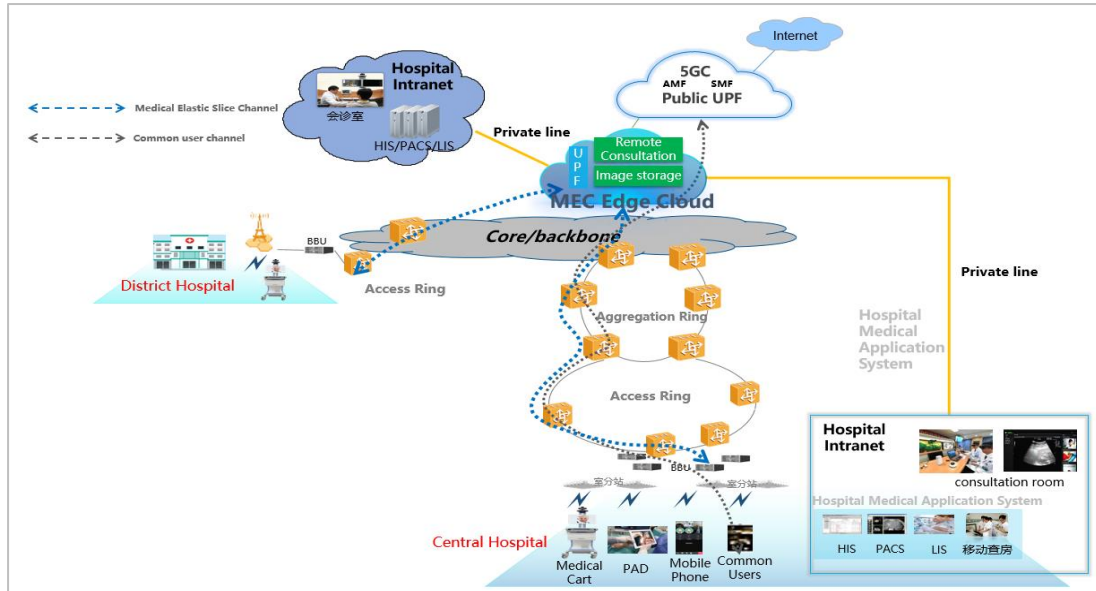 Internet
5GC
AMF SMF
Public UPF
Hospital
Intranet
会诊室
HIS/PACS/LIS
Medical Elastic Slice Channel
Common user channel
Private line
UPF
Remote
Consultation
Image storage
MEC Edge Cloud
Core/backbone
BBU
District Hospital
Access Ring
Private line
Aggregation Ring
Hospital
Medical
Application
System
Access Ring
BBU
室分站
室分站
Central Hospital
Medical
Cart
PAD
Mobile
Phone
Common
Users
Hospital
Intranet
consultation room
Hospital Medical Application System
HIS
PACS
LIS
移动查房